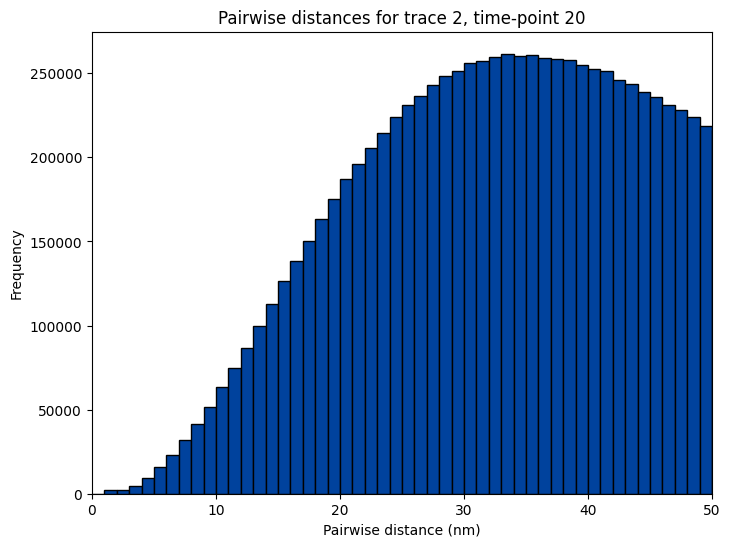 Pairwise distances for trace 2, time-point 20
Frequency
250000
200000
150000
100000
50000
0
0 10 20 30 40 50
Pairwise distance (nm)